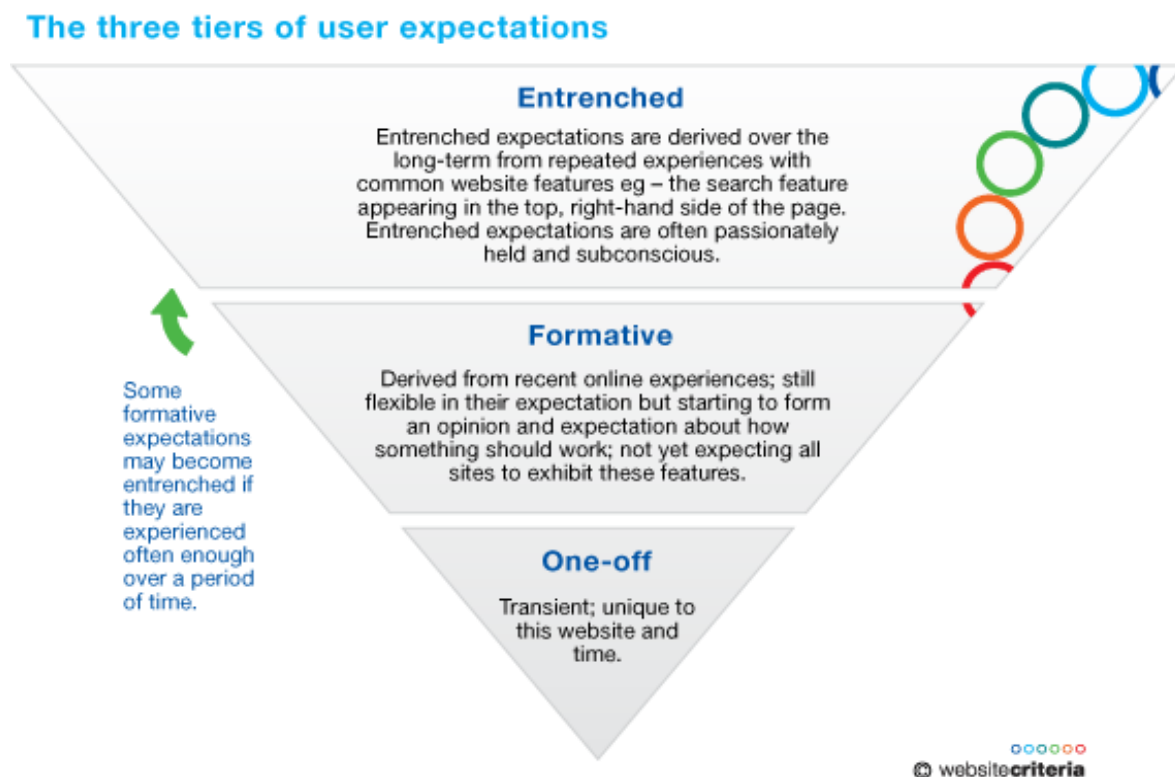 The three tiers of user expectations
Entrenched
Entrenched expectations are derived over the
long-term from repeated experiences with
common website features eg – the search feature
appearing in the top, right-hand side of the page.
Entrenched expectations are often passionately
held and subconscious.
Formative
Derived from recent online experiences; still
flexible in their expectation but starting to form
an opinion and expectation about how
something should work; not yet expecting all
sites to exhibit these features.
Some
formative
expectations
may become
entrenched if
they are
experienced
often enough
over a period
of time.
One-off
Transient; unique to
this website and
time.
© websitecriteria